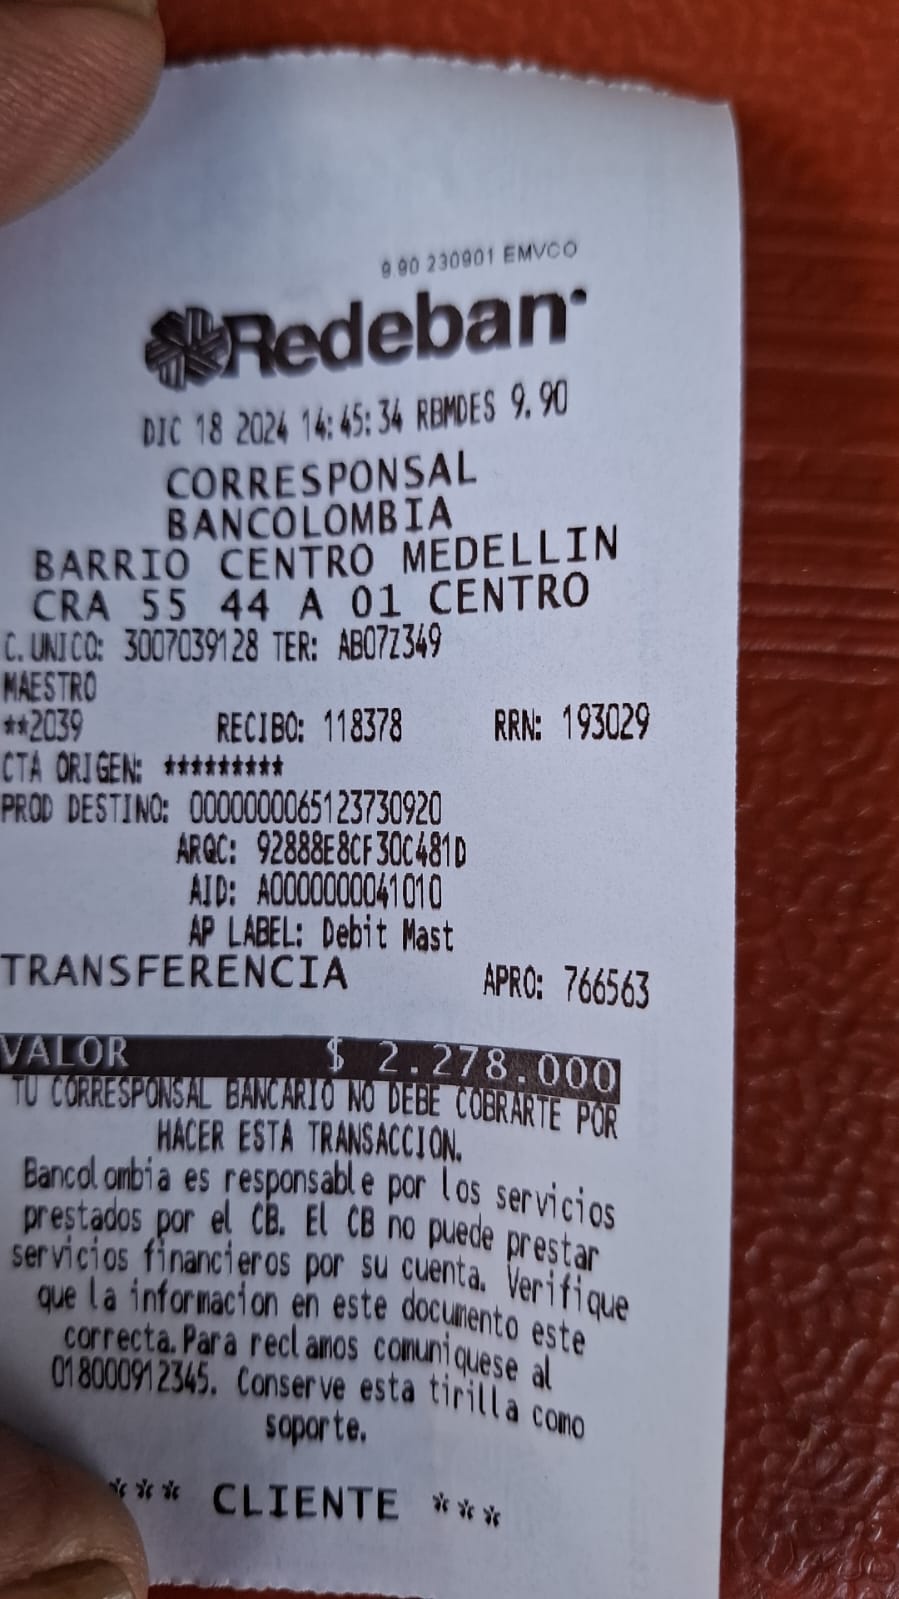 9.90 230901 EMVCO
Redeban
DIC 18 2024 14:45:34 RBMDES 9.90
CORRESPONSAL
BANCOLOMBIA
BARRIO CENTRO MEDELLIN
CRA 55 44 A 01 CENTRO
C. UNICO: 3007039128 TER: AB07Z349
MAESTRO
**2039 RECIBO: 118378 RRN: 193029
CTA ORIGEN: *********
PROD DESTINO: 0000000065123730920
ARQC: 92888E8CF30C481D
AID: A0000000041010
AP LABEL: Debit Mast
TRANSFERENCIA APRO: 766563
VALOR $ 2.278.000
TU CORRESPONSAL BANCARIO NO DEBE COBRARTE POR
HACER ESTA TRANSACCION.
Bancolombia es responsable por los servicios
prestados por el CB. El CB no puede prestar
servicios financieros por su cuenta. Verifique
que la informacion en este documento este
correcta.Para reclamos comuniquese al
018000912345. Conserve esta tirilla como
soporte.
*** CLIENTE ***